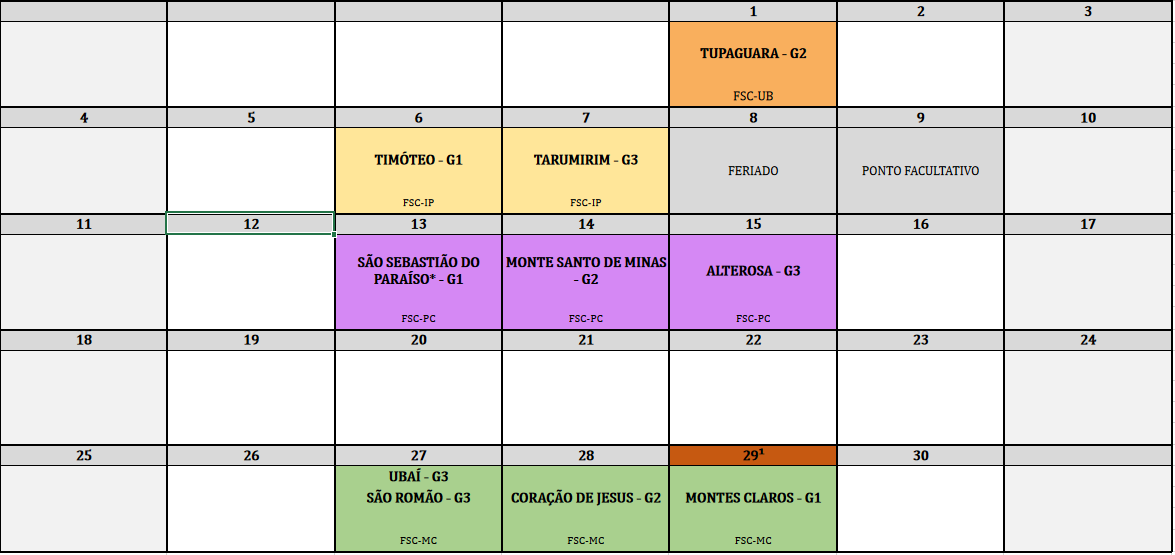 1 2 3
TUPAGUARA - G2
FSC-UB
4 5 6 7 8 9 10
TIMÓTEO - G1 TARUMIRIM - G3 FERIADO PONTO FACULTATIVO
FSC-IP FSC-IP
11 12 13 14 15 16 17
SÃO SEBASTIÃO DO MONTE SANTO DE MINAS ALTEROSA - G3
PARAÍSO* - G1 - G2
FSC-PC FSC-PC FSC-PC
18 19 20 21 22 23 24
25 26 27 28 29¹ 30
UBAÍ - G3
SÃO ROMÃO - G3 CORAÇÃO DE JESUS - G2 MONTES CLAROS - G1
FSC-MC FSC-MC FSC-MC